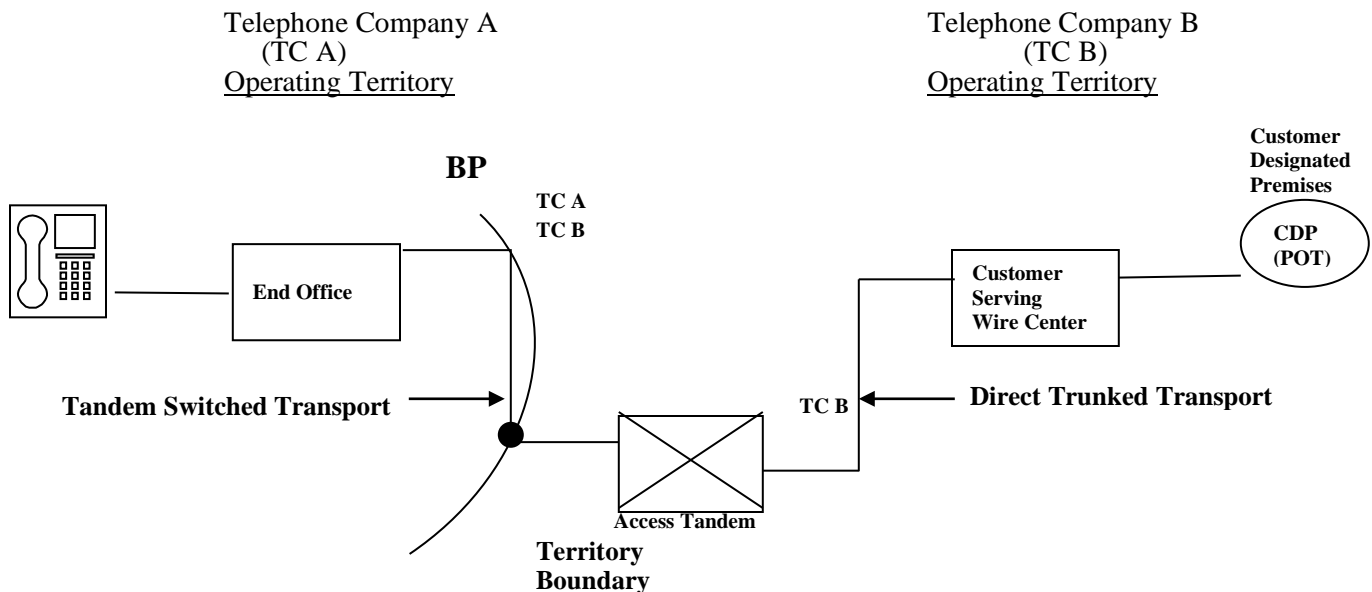 Telephone Company A
(TC A)
Operating Territory
Telephone Company B
(TC B)
Operating Territory
Customer
Designated
Premises
BP
TC A
TC B
CDP
(POT)
End Office
Customer
Serving
Wire Center
Tandem Switched Transport
TC B
Direct Trunked Transport
Access Tandem
Territory
Boundary